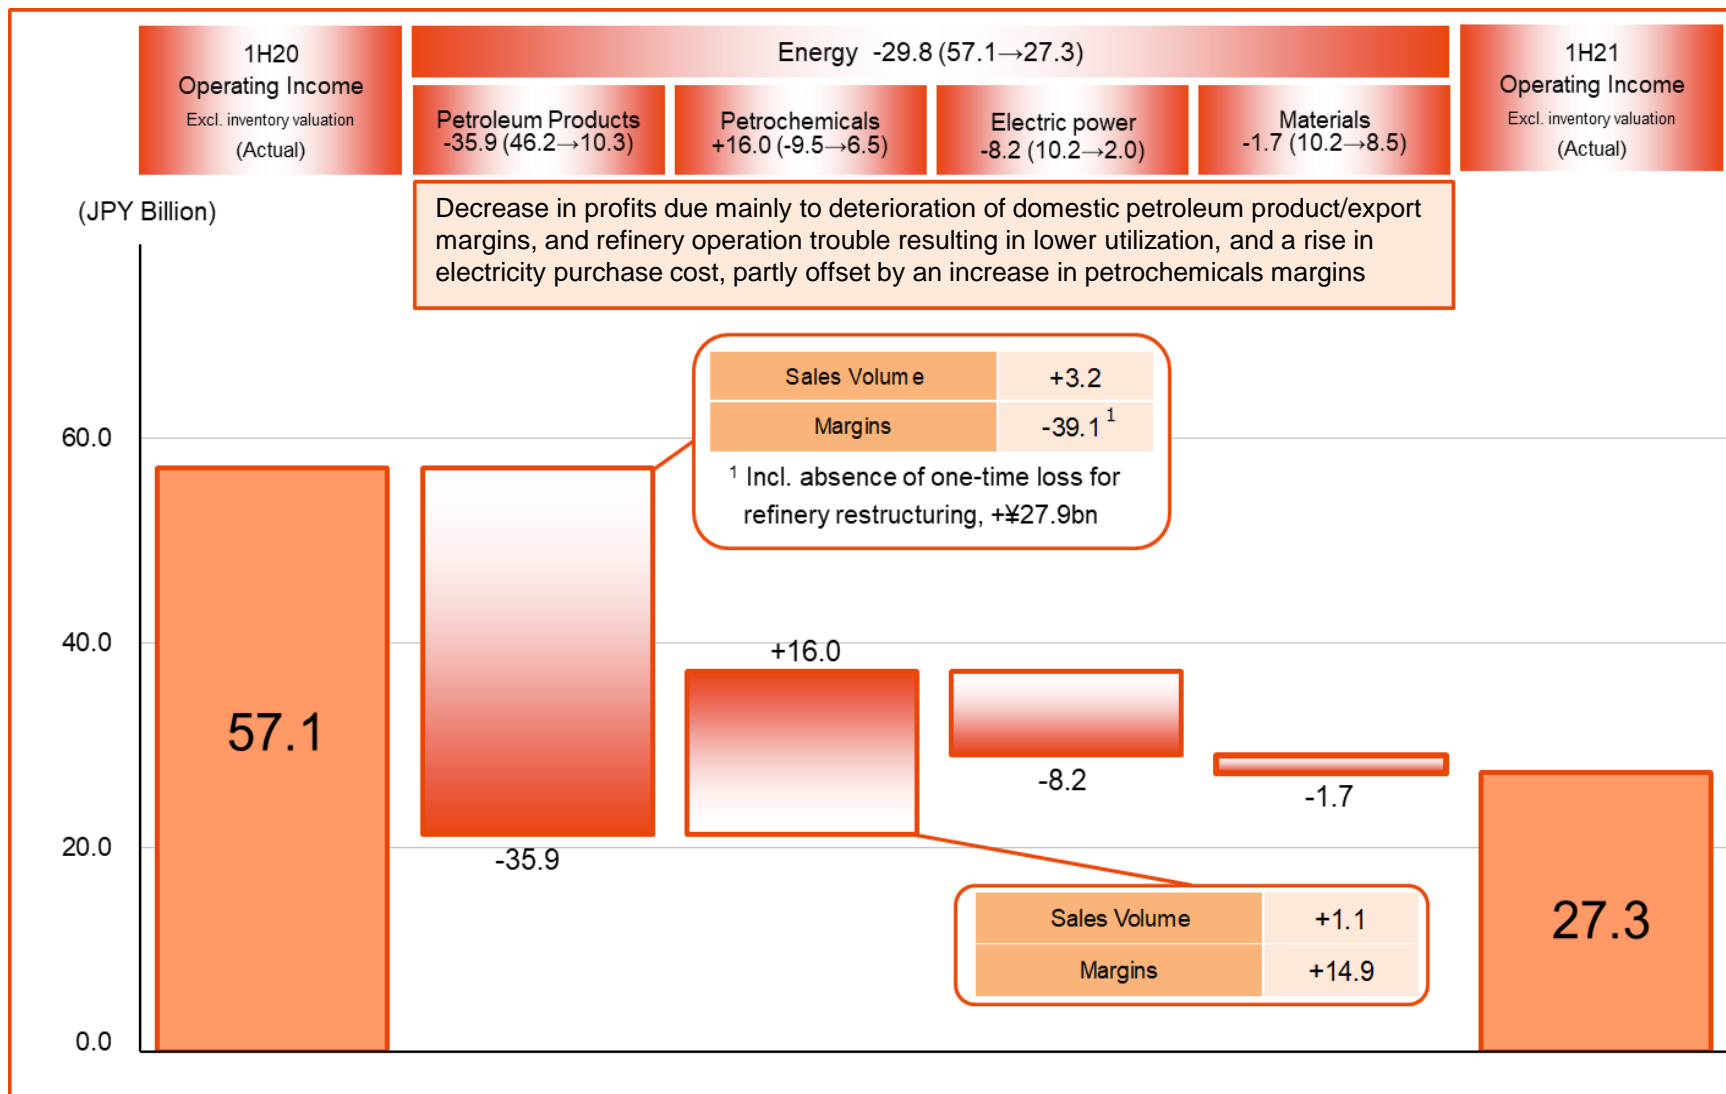 1H20
Operating Income
Excl. inventory valuation
(Actual)
Energy -29.8 (57.1→27.3)
Petroleum Products
-35.9 (46.2→10.3)
Petrochemicals
+16.0 (-9.5→6.5)
Electric power
-8.2 (10.2→2.0)
Materials
-1.7 (10.2→8.5)
1H21
Operating Income
Excl. inventory valuation
(Actual)
(JPY Billion)
Decrease in profits due mainly to deterioration of domestic petroleum product/export
margins, and refinery operation trouble resulting in lower utilization, and a rise in
electricity purchase cost, partly offset by an increase in petrochemicals margins
Sales Volume +3.2
Margins -39.1 1
1 Incl. absence of one-time loss for
refinery restructuring, +¥27.9bn
60.0
40.0
20.0
0.0
57.1
-35.9
+16.0
-8.2
-1.7
27.3
Sales Volume +1.1
Margins +14.9